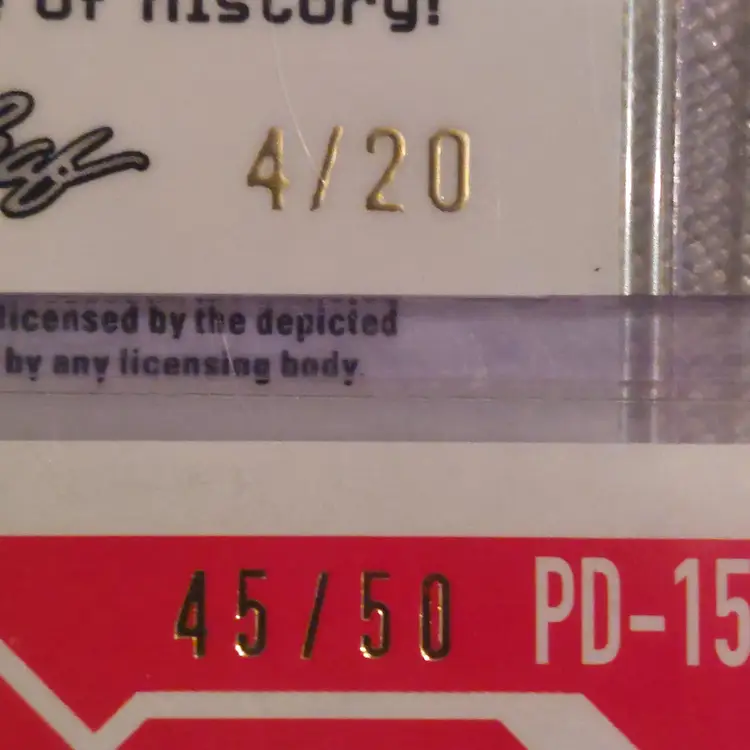 of history!
4/20
licensed by the depicted
by any licensing body.
45/50 PD-15